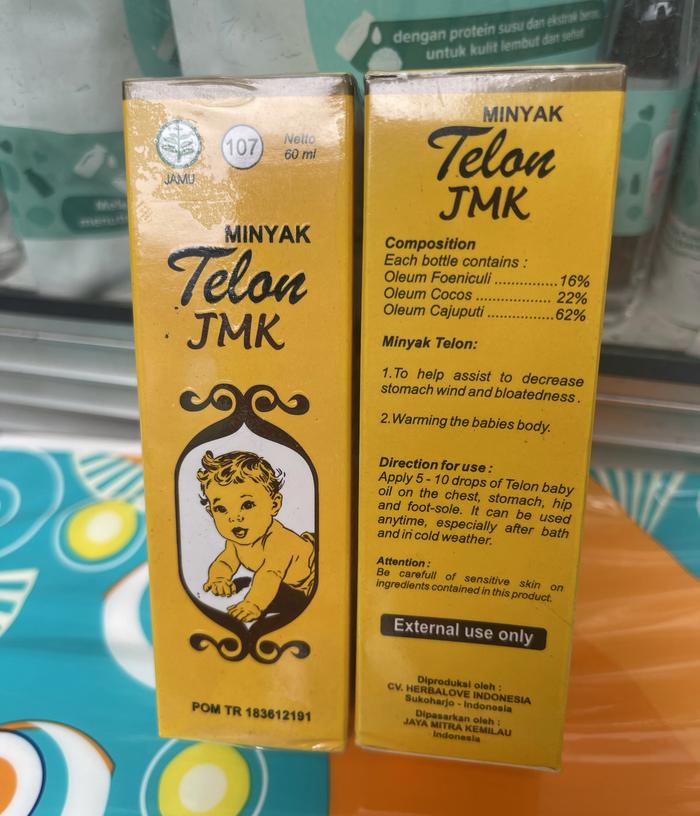 dengan protein susu dan ekstrak beras
untuk kulit lembut dan sehat
JAMU
107
Netto
60 ml
MINYAK
Telon
JMK
POM TR 183612191
MINYAK
Telon
JMK
Composition
Each bottle contains :
Oleum Foeniculi ................16%
Oleum Cocos .................. 22%
Oleum Cajuputi ................62%
Minyak Telon:
1.To help assist to decrease
stomach wind and bloatedness .
2.Warming the babies body.
Direction for use :
Apply 5 - 10 drops of Telon baby
oil on the chest, stomach, hip
and foot-sole. It can be used
anytime, especially after bath
and in cold weather.
Attention :
Be carefull of sensitive skin on
ingredients contained in this product.
External use only
Diproduksi oleh :
CV. HERBALOVE INDONESIA
Sukoharjo - Indonesia
Dipasarkan oleh :
JAYA MITRA KEMILAU
Indonesia